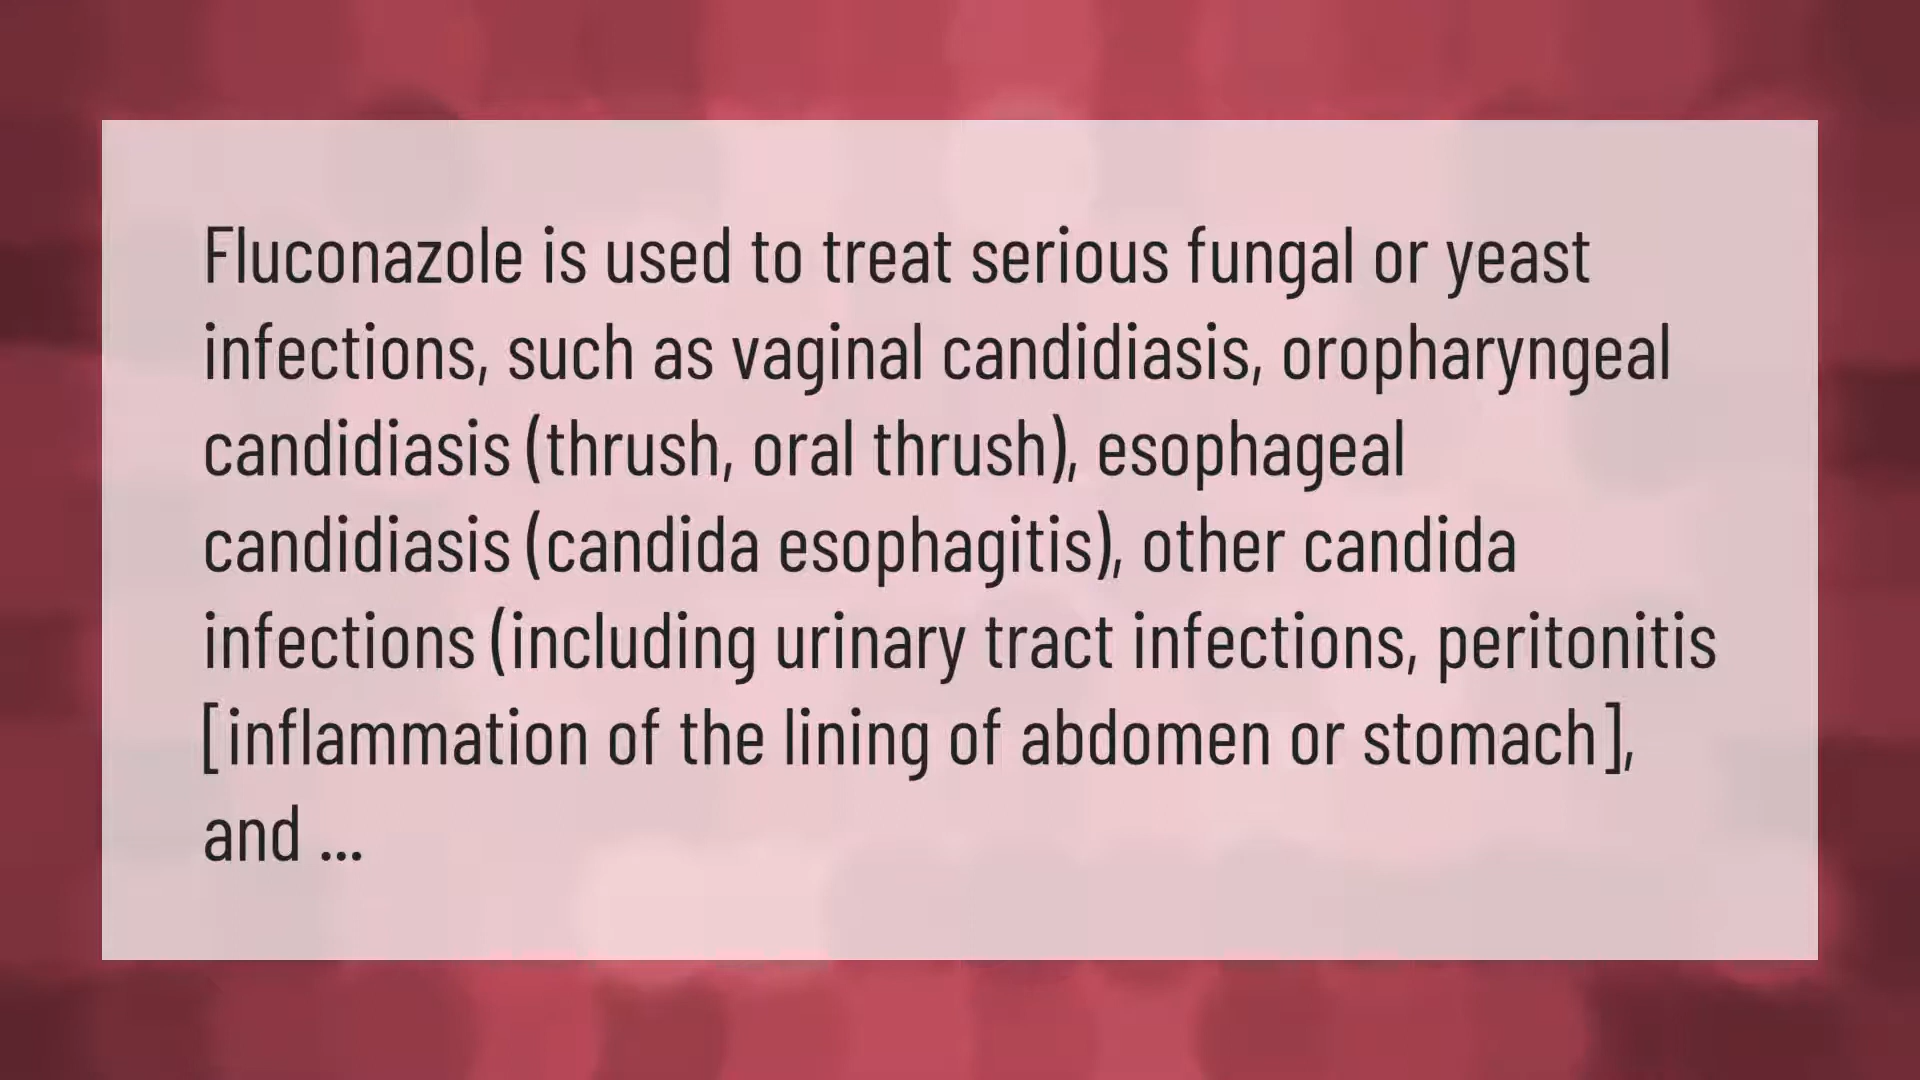 Fluconazole is used to treat serious fungal or yeast
infections, such as vaginal candidiasis, oropharyngeal
candidiasis (thrush, oral thrush), esophageal
candidiasis (candida esophagitis), other candida
infections (including urinary tract infections, peritonitis
[inflammation of the lining of abdomen or stomach],
and ...